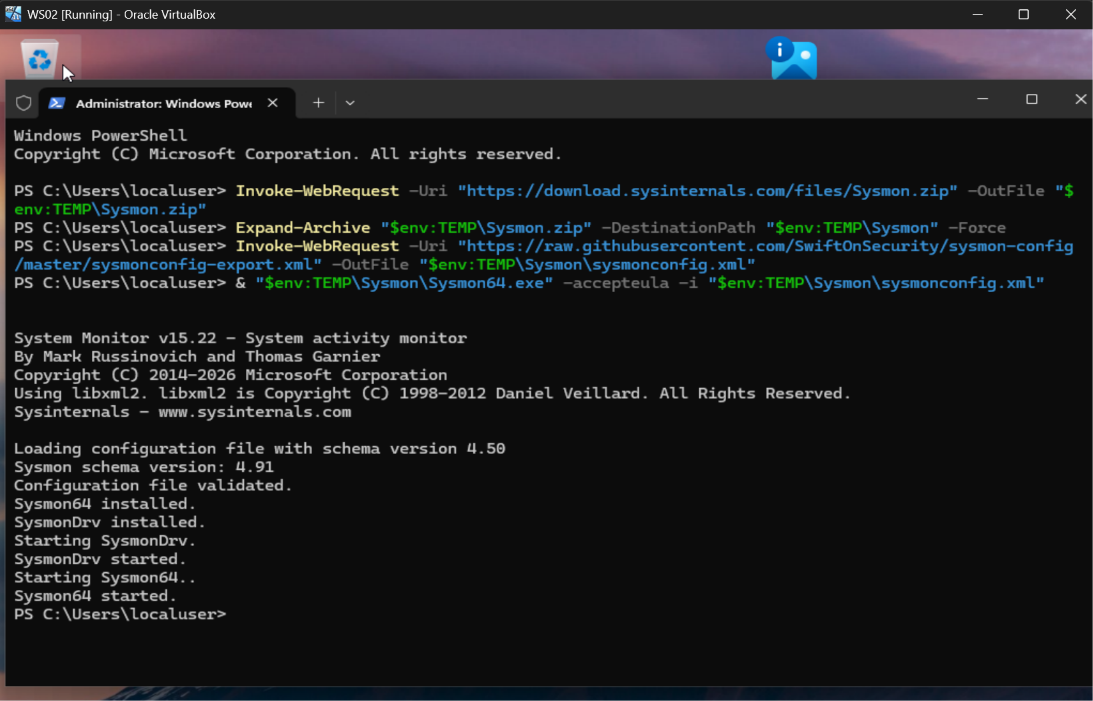 WS02 [Running] - Oracle VirtualBox
Administrator: Windows Powe
Windows PowerShell
Copyright (C) Microsoft Corporation. All rights reserved.
PS C:\Users\localuser> Invoke-WebRequest -Uri "https://download.sysinternals.com/files/Sysmon.zip" -OutFile "$
env:TEMP\Sysmon.zip"
PS C:\Users\localuser> Expand-Archive "$env:TEMP\Sysmon.zip" -DestinationPath "$env:TEMP\Sysmon" -Force
PS C:\Users\localuser> Invoke-WebRequest -Uri "https://raw.githubusercontent.com/SwiftOnSecurity/sysmon-config
/master/sysmonconfig-export.xml" -OutFile "$env:TEMP\Sysmon\sysmonconfig.xml"
PS C:\Users\localuser> & "$env:TEMP\Sysmon\Sysmon64.exe" -accepteula -i "$env:TEMP\Sysmon\sysmonconfig.xml"
System Monitor v15.22 - System activity monitor
By Mark Russinovich and Thomas Garnier
Copyright (C) 2014-2026 Microsoft Corporation
Using libxml2. libxml2 is Copyright (C) 1998-2012 Daniel Veillard. All Rights Reserved.
Sysinternals - www.sysinternals.com
Loading configuration file with schema version 4.50
Sysmon schema version: 4.91
Configuration file validated.
Sysmon64 installed.
SysmonDrv installed.
Starting SysmonDrv.
SysmonDrv started.
Starting Sysmon64..
Sysmon64 started.
PS C:\Users\localuser>